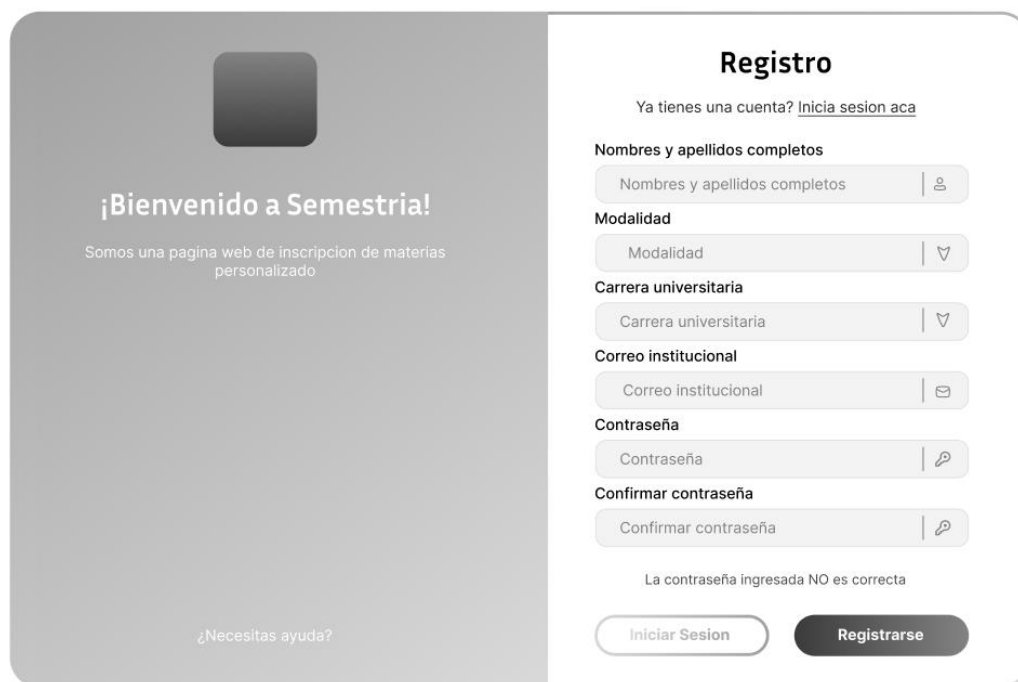 ¡Bienvenido a Semestria!
Somos una pagina web de inscripcion de materias
personalizado
¿Necesitas ayuda?
Registro
Ya tienes una cuenta? Inicia sesion aca
Nombres y apellidos completos
Nombres y apellidos completos
Modalidad
Modalidad
Carrera universitaria
Carrera universitaria
Correo institucional
Correo institucional
Contraseña
Contraseña
Confirmar contraseña
Confirmar contraseña
La contraseña ingresada NO es correcta
Iniciar Sesion
Registrarse